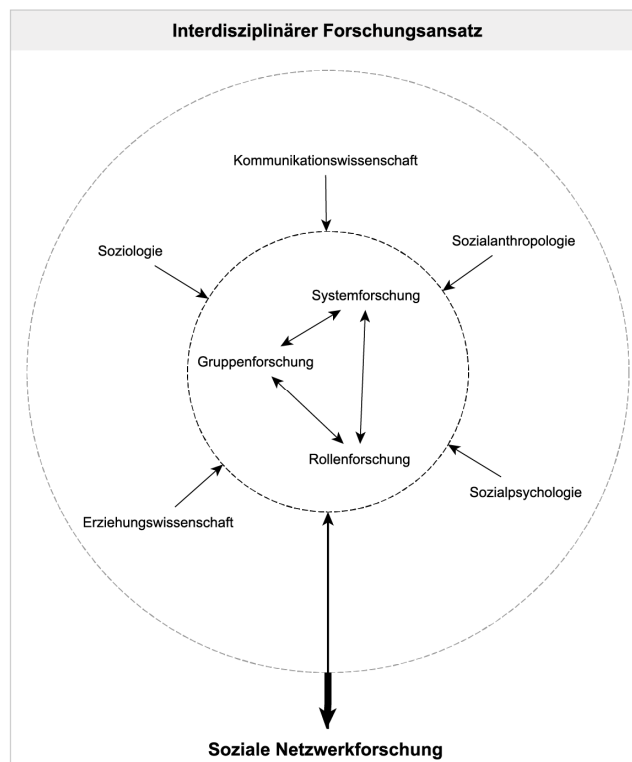 Interdisziplinärer Forschungsansatz
Kommunikationswissenschaft
Soziologie
Sozialanthropologie
Systemforschung
Gruppenforschung
Rollenforschung
Sozialpsychologie
Erziehungswissenschaft
Soziale Netzwerkforschung